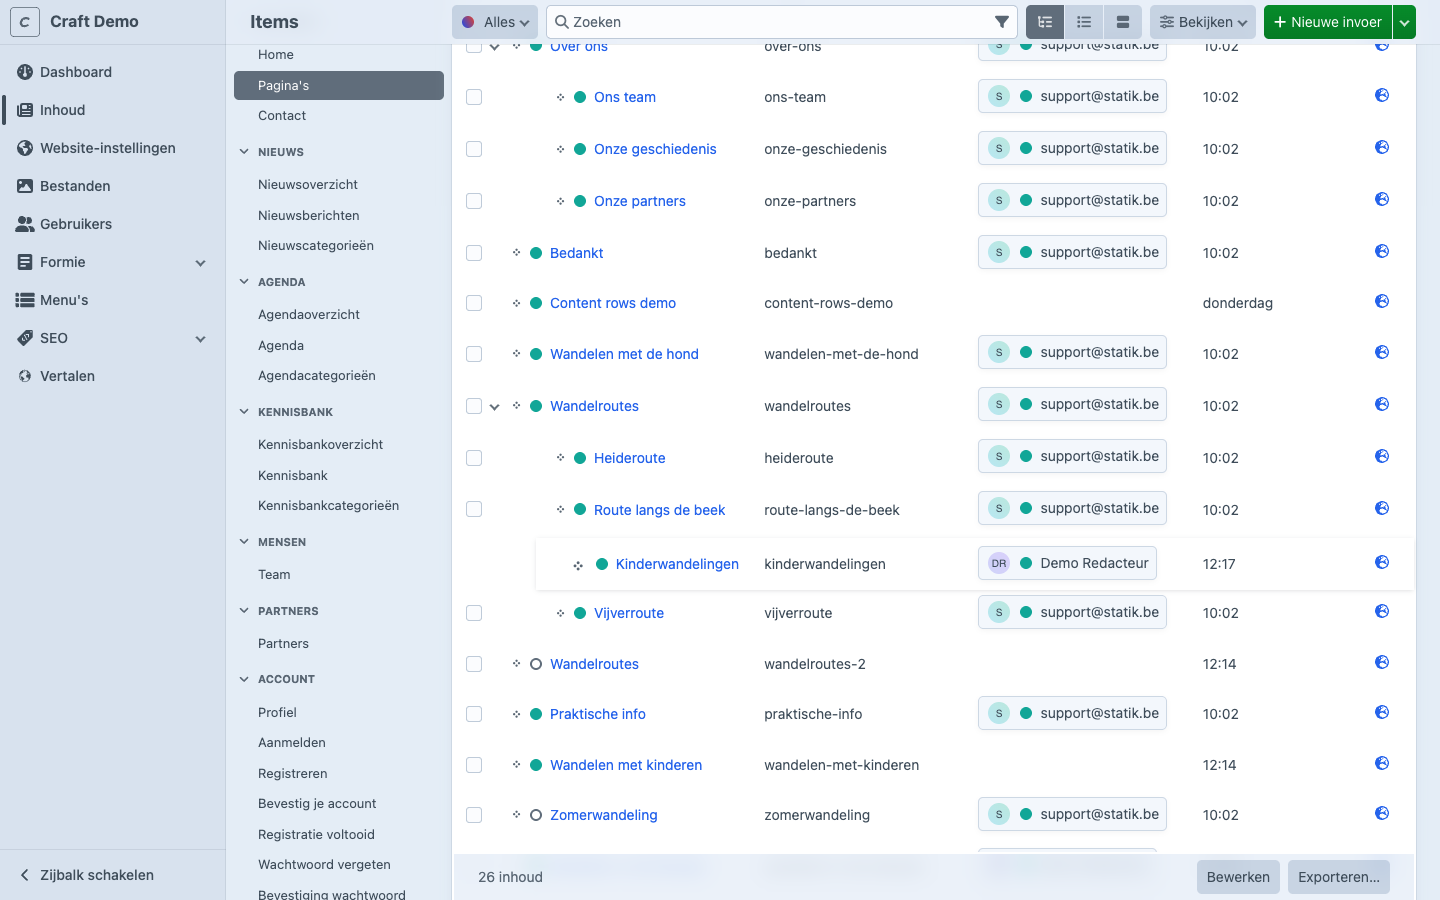 C Craft Demo
Dashboard
Inhoud
Website-instellingen
Bestanden
Gebruikers
Formie
Menu's
SEO
Vertalen
Zijbalk schakelen
Items
Home
Pagina's
Contact
NIEUWS
Nieuwsoverzicht
Nieuwsberichten
Nieuwscategorieën
AGENDA
Agendaoverzicht
Agenda
Agendacategorieën
KENNISBANK
Kennisbankoverzicht
Kennisbank
Kennisbankcategorieën
MENSEN
Team
PARTNERS
Partners
ACCOUNT
Profiel
Aanmelden
Registreren
Bevestig je account
Registratie voltooid
Wachtwoord vergeten
Bevestiging wachtwoord
Alles Zoeken Bekijken Nieuwe invoer
Over ons over-ons S support@statik.be 10:02
Ons team ons-team S support@statik.be 10:02
Onze geschiedenis onze-geschiedenis S support@statik.be 10:02
Onze partners onze-partners S support@statik.be 10:02
Bedankt bedankt S support@statik.be 10:02
Content rows demo content-rows-demo donderdag
Wandelen met de hond wandelen-met-de-hond S support@statik.be 10:02
Wandelroutes wandelroutes S support@statik.be 10:02
Heideroute heideroute S support@statik.be 10:02
Route langs de beek route-langs-de-beek S support@statik.be 10:02
Kinderwandelingen kinderwandelingen DR Demo Redacteur 12:17
Vijverroute vijverroute S support@statik.be 10:02
Wandelroutes wandelroutes-2 12:14
Praktische info praktische-info S support@statik.be 10:02
Wandelen met kinderen wandelen-met-kinderen 12:14
Zomerwandeling zomerwandeling S support@statik.be 10:02
26 inhoud Bewerken Exporteren...